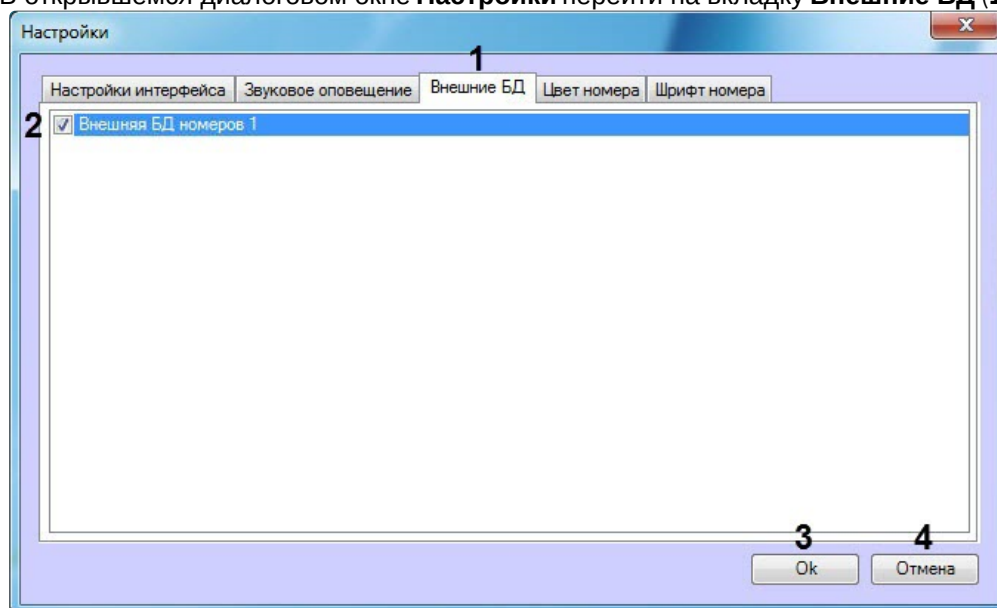 В открывшемся диалоговом окне Настройки перейти на вкладку Внешние БД (1
Настройки
1
Настройки интерфейса Звуковое оповещение Внешние БД Цвет номера Шрифт номера
2 Внешняя БД номеров 1
3 4
Ok Отмена